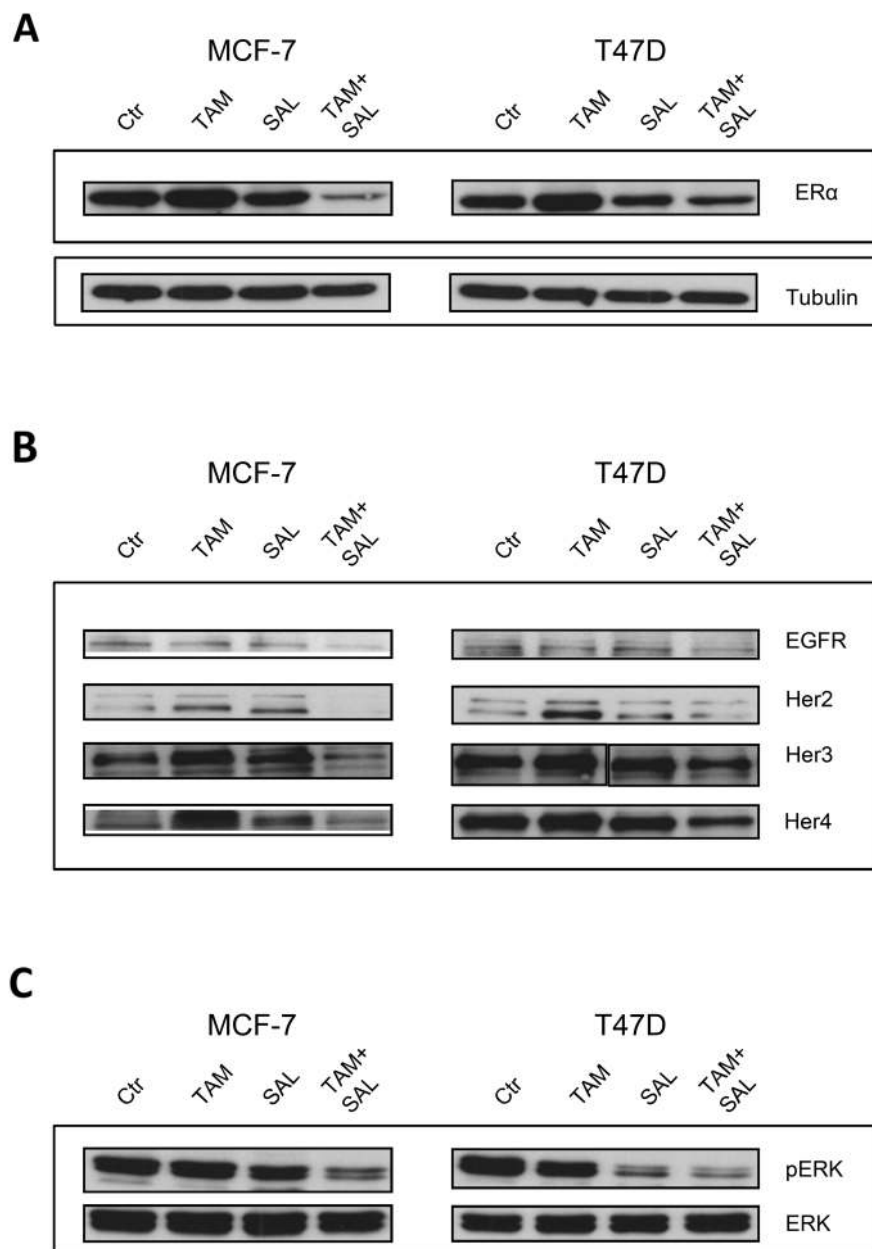 A
MCF-7 T47D
Ctr TAM SAL TAM+ SAL Ctr TAM SAL TAM+ SAL
ERα
Tubulin
B
MCF-7 T47D
Ctr TAM SAL TAM+ SAL Ctr TAM SAL TAM+ SAL
EGFR
Her2
Her3
Her4
C
MCF-7 T47D
Ctr TAM SAL TAM+ SAL Ctr TAM SAL TAM+ SAL
pERK
ERK